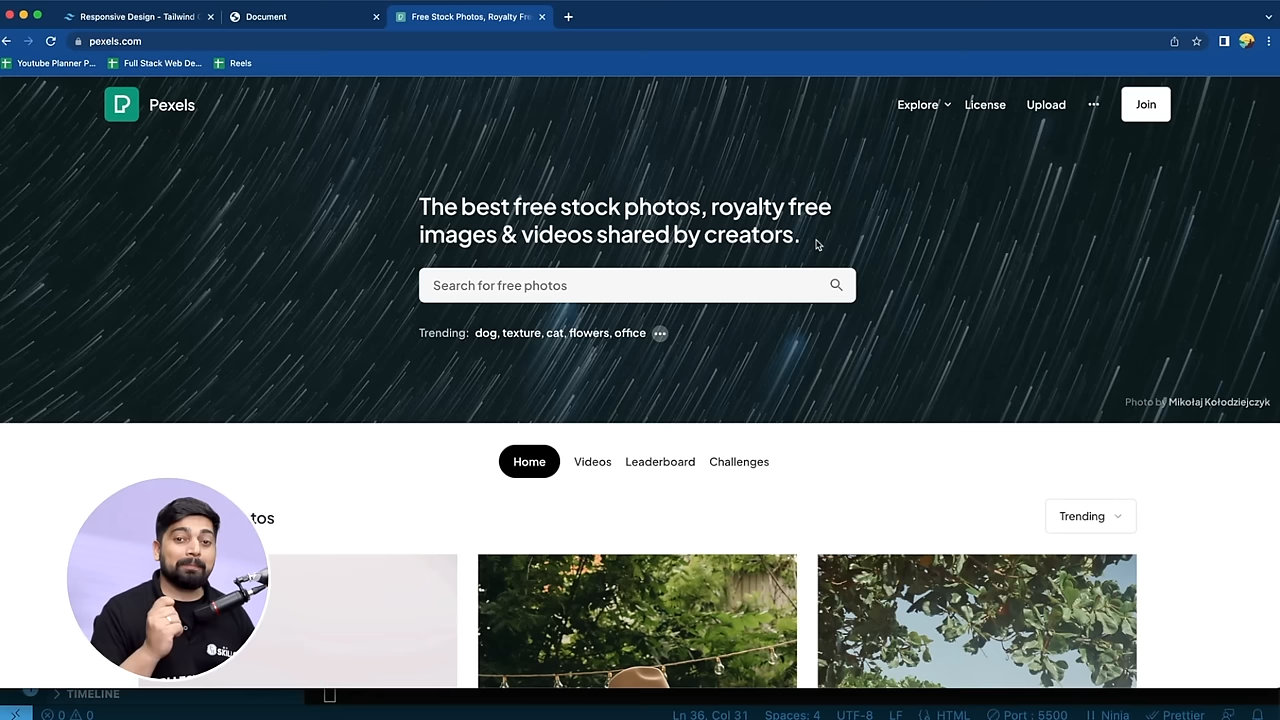 Responsive Design - Tailwind
Document
Free Stock Photos, Royalty Fre
pexels.com
Youtube Planner P...
Full Stack Web De...
Reels
Pexels
Explore
License
Upload
Join
The best free stock photos, royalty free
images & videos shared by creators.
Search for free photos
Trending: dog, texture, cat, flowers, office
Photo by Mikołaj Kołodziejczyk
Home
Videos
Leaderboard
Challenges
tos
Trending
SKILL
TIMELINE
0 0
Ln 36, Col 31
Spaces: 4
UTF-8
LF
HTML
Port : 5500
Ninja
Prettier